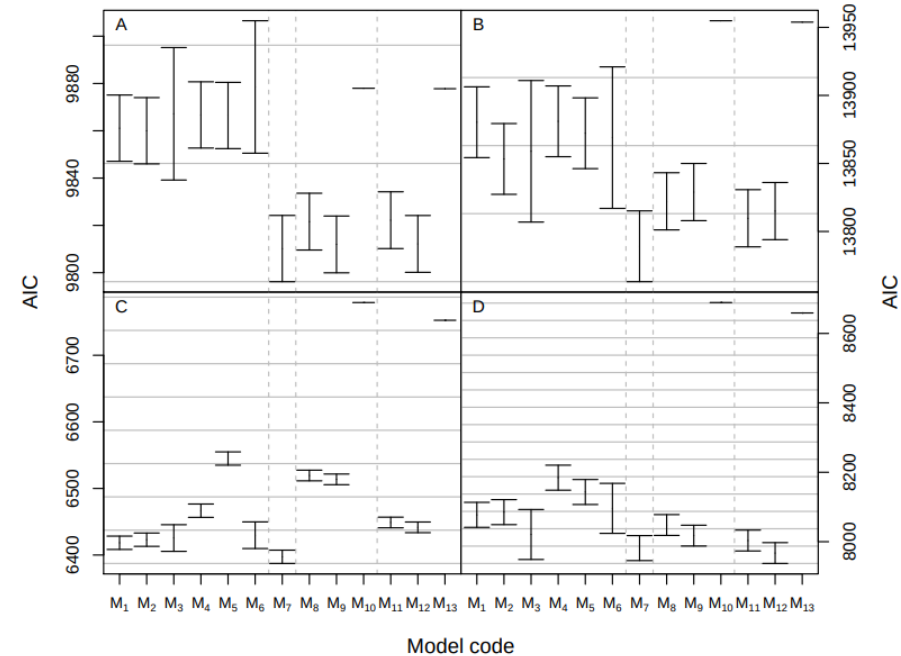 A
B
9880
9840
9800
13950
13900
13850
13800
AIC
AIC
C
D
6700
6600
6500
6400
8600
8400
8200
8000
M₁ M₂ M₃ M₄ M₅ M₆ M₇ M₈ M₉ M₁₀ M₁₁ M₁₂ M₁₃ M₁ M₂ M₃ M₄ M₅ M₆ M₇ M₈ M₉ M₁₀ M₁₁ M₁₂ M₁₃
Model code